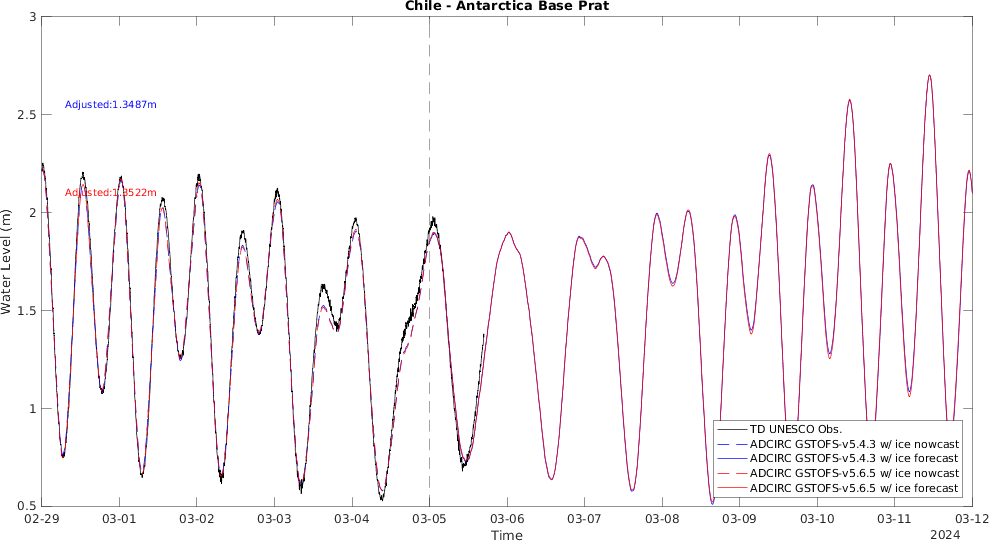 Chile - Antarctica Base Prat
3
2.5
2
1.5
1
0.5
Water Level (m)
Adjusted:1.3487m
Adjusted:1.3522m
TD UNESCO Obs.
ADCIRC GSTOFS-v5.4.3 w/ ice nowcast
ADCIRC GSTOFS-v5.4.3 w/ ice forecast
ADCIRC GSTOFS-v5.6.5 w/ ice nowcast
ADCIRC GSTOFS-v5.6.5 w/ ice forecast
02-29 03-01 03-02 03-03 03-04 03-05 03-06 03-07 03-08 03-09 03-10 03-11 03-12
Time
2024